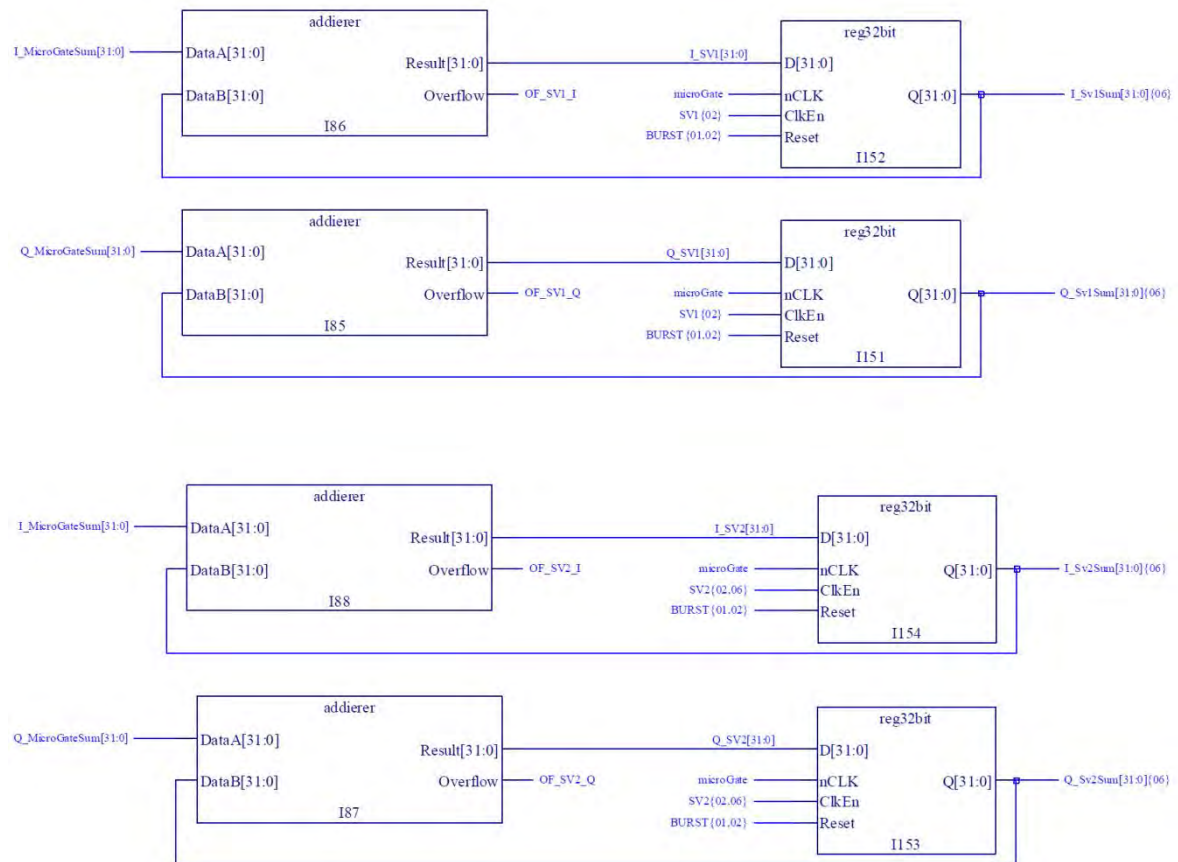 addierer
I_MicroGateSum[31:0]
DataA[31:0]
Result[31:0]
DataB[31:0]
Overflow
OF_SV1_I
I86
I_SV1[31:0]
reg32bit
D[31:0]
microGate
nCLK
Q[31:0]
I_Sv1Sum[31:0]{06}
SV1{02}
ClkEn
BURST{01,02}
Reset
I152
addierer
Q_MicroGateSum[31:0]
DataA[31:0]
Result[31:0]
DataB[31:0]
Overflow
OF_SV1_Q
I85
Q_SV1[31:0]
reg32bit
D[31:0]
microGate
nCLK
Q[31:0]
Q_Sv1Sum[31:0]{06}
SV1{02}
ClkEn
BURST{01,02}
Reset
I151
addierer
I_MicroGateSum[31:0]
DataA[31:0]
Result[31:0]
DataB[31:0]
Overflow
OF_SV2_I
I88
I_SV2[31:0]
reg32bit
D[31:0]
microGate
nCLK
Q[31:0]
I_Sv2Sum[31:0]{06}
SV2{02,06}
ClkEn
BURST{01,02}
Reset
I154
addierer
Q_MicroGateSum[31:0]
DataA[31:0]
Result[31:0]
DataB[31:0]
Overflow
OF_SV2_Q
I87
Q_SV2[31:0]
reg32bit
D[31:0]
microGate
nCLK
Q[31:0]
Q_Sv2Sum[31:0]{06}
SV2{02,06}
ClkEn
BURST{01,02}
Reset
I153